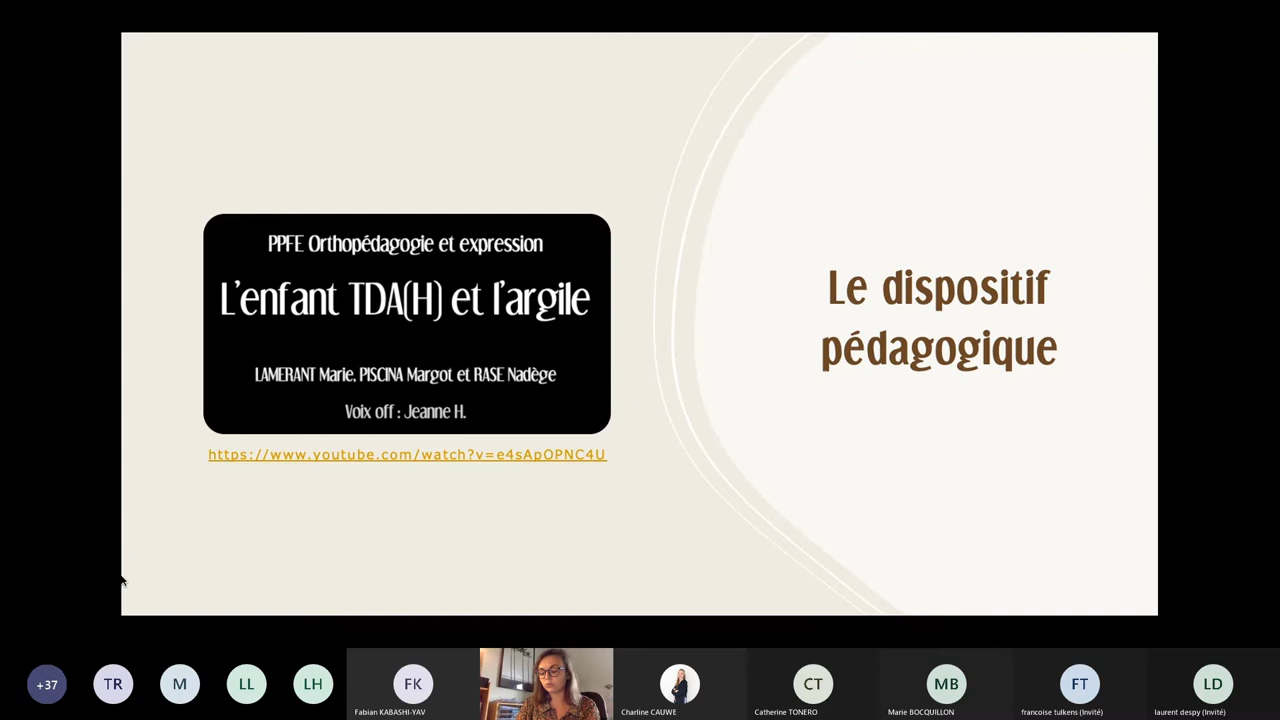 PPFE Orthopédagogie et expression
L'enfant TDA(H) et l'argile
LAMERANT Marie, PISCINA Margot et RASE Nadège
Voix off : Jeanne H.
https://www.youtube.com/watch?v=e4sApOPNC4U
Le dispositif
pédagogique
+37
TR
M
LL
LH
FK
Fabian KABASHI-YAV
Charline CAUWE
CT
Catherine TONERO
MB
Marie BOCQUILLON
FT
francoise tulkens (Invité)
LD
laurent despy (Invité)